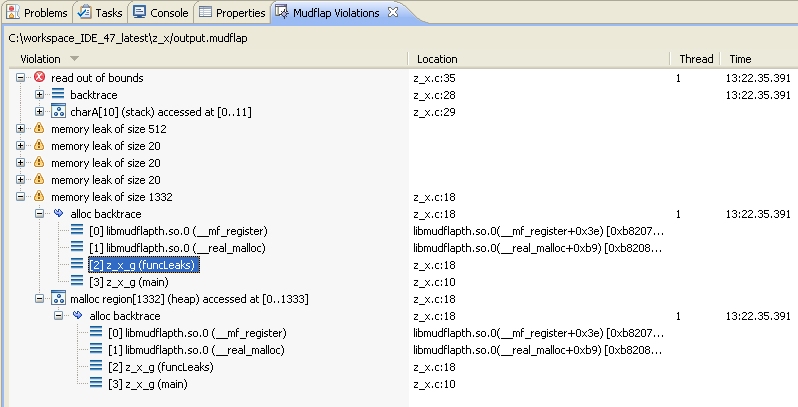 Problems Tasks Console Properties Mudflap Violations
C:\workspace_IDE_47_latest\z_x/output.mudflap
Violation Location Thread Time
read out of bounds z_x.c:35 1 13:22.35.391
backtrace z_x.c:28 13:22.35.391
charA[10] (stack) accessed at [0..11] z_x.c:29
memory leak of size 512
memory leak of size 20
memory leak of size 20
memory leak of size 20
memory leak of size 1332 z_x.c:18
alloc backtrace z_x.c:18 1 13:22.35.391
[0] libmudflapth.so.0 (__mf_register) libmudflapth.so.0(__mf_register+0x3e) [0xb8207...
[1] libmudflapth.so.0 (__real_malloc) libmudflapth.so.0(__real_malloc+0xb9) [0xb8208...
[2] z_x_g (funcLeaks) z_x.c:18
[3] z_x_g (main) z_x.c:10
malloc region[1332] (heap) accessed at [0..1333] z_x.c:18
alloc backtrace z_x.c:18 1 13:22.35.391
[0] libmudflapth.so.0 (__mf_register) libmudflapth.so.0(__mf_register+0x3e) [0xb8207...
[1] libmudflapth.so.0 (__real_malloc) libmudflapth.so.0(__real_malloc+0xb9) [0xb8208...
[2] z_x_g (funcLeaks) z_x.c:18
[3] z_x_g (main) z_x.c:10